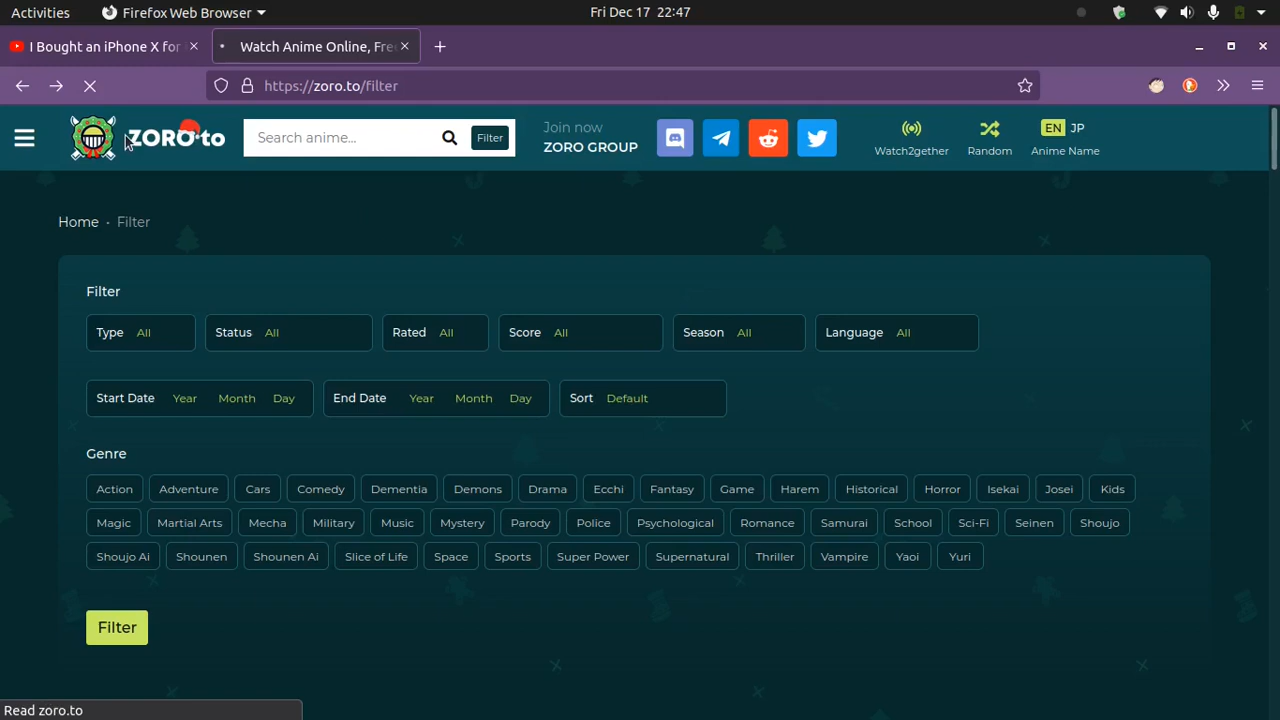 Activities Firefox Web Browser Fri Dec 17 22:47
I Bought an iPhone X for Watch Anime Online, Fre
https://zoro.to/filter
ZORO.to Search anime... Filter Join now ZORO GROUP Watch2gether Random EN JP Anime Name
Home • Filter
Filter
Type All Status All Rated All Score All Season All Language All
Start Date Year Month Day End Date Year Month Day Sort Default
Genre
Action Adventure Cars Comedy Dementia Demons Drama Ecchi Fantasy Game Harem Historical Horror Isekai Josei Kids
Magic Martial Arts Mecha Military Music Mystery Parody Police Psychological Romance Samurai School Sci-Fi Seinen Shoujo
Shoujo Ai Shounen Shounen Ai Slice of Life Space Sports Super Power Supernatural Thriller Vampire Yaoi Yuri
Filter
Read zoro.to